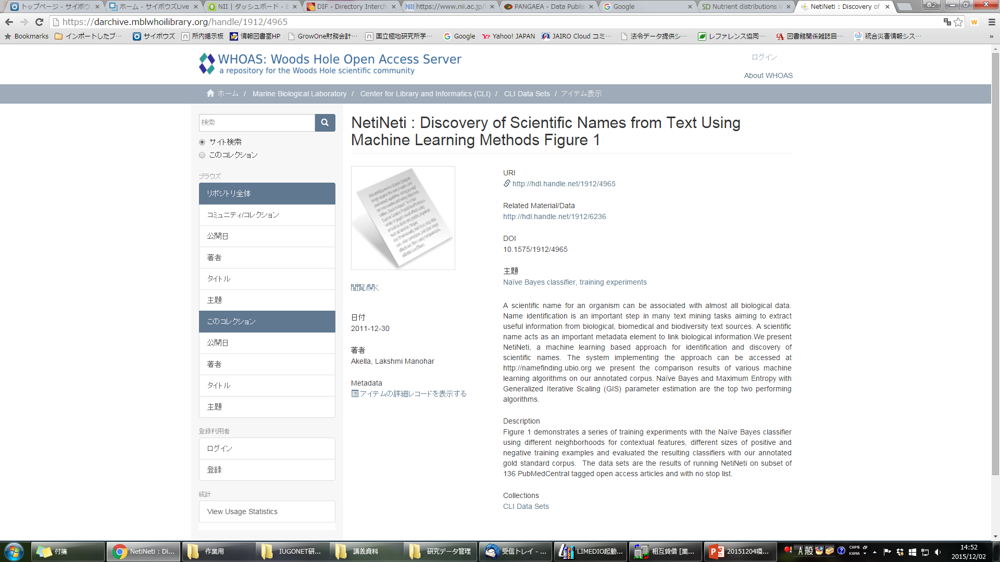 トップページ - サイボウ
ホーム - サイボウズLive
NII | ダッシュボード - E
DIF - Directory Interch
https://www.nii.ac.jp/
PANGAEA - Data Publis
Google
Nutrient distributions i
NetiNeti : Discovery of
https://darchive.mblwhoilibrary.org/handle/1912/4965
Bookmarks
インポートしたブ…
サイボウズ
所内掲示板
情報図書室HP
GrowOne財務会計…
国立極地研究所学…
Google
Yahoo! JAPAN
JAIRO Cloud コミ…
法令データ提供シ…
レファレンス協同…
図書館関係雑誌目…
統合災害情報シス…
WHOAS: Woods Hole Open Access Server
a repository for the Woods Hole scientific community
ログイン
About WHOAS
ホーム / Marine Biological Laboratory / Center for Library and Informatics (CLI) / CLI Data Sets / アイテム表示
検索
サイト検索
このコレクション
ブラウズ
リポジトリ全体
コミュニティ/コレクション
公開日
著者
タイトル
主題
このコレクション
公開日
著者
タイトル
主題
登録利用者
ログイン
登録
統計
View Usage Statistics
NetiNeti : Discovery of Scientific Names from Text Using
Machine Learning Methods Figure 1
閲覧/開く
日付
2011-12-30
著者
Akella, Lakshmi Manohar
Metadata
アイテムの詳細レコードを表示する
URI
http://hdl.handle.net/1912/4965
Related Material/Data
http://hdl.handle.net/1912/6236
DOI
10.1575/1912/4965
主題
Naïve Bayes classifier, training experiments
A scientific name for an organism can be associated with almost all biological data.
Name identification is an important step in many text mining tasks aiming to extract
useful information from biological, biomedical and biodiversity text sources. A scientific
name acts as an important metadata element to link biological information.We present
NetiNeti, a machine learning based approach for identification and discovery of
scientific names. The system implementing the approach can be accessed at
http://namefinding.ubio.org we present the comparison results of various machine
learning algorithms on our annotated corpus. Naïve Bayes and Maximum Entropy with
Generalized Iterative Scaling (GIS) parameter estimation are the top two performing
algorithms.
Description
Figure 1 demonstrates a series of training experiments with the Naïve Bayes classifier
using different neighborhoods for contextual features, different sizes of positive and
negative training examples and evaluated the resulting classifiers with our annotated
gold standard corpus. The data sets are the results of running NetiNeti on subset of
136 PubMedCentral tagged open access articles and with no stop list.
Collections
CLI Data Sets
付箋
NetiNeti : Di...
作業用
IUGONET研...
講義資料
研究データ管理
受信トレイ - ...
LIMEDIO起動...
相互貸借 [業...
20151204環...
A 般
CAPS
KANA
14:52
2015/12/02